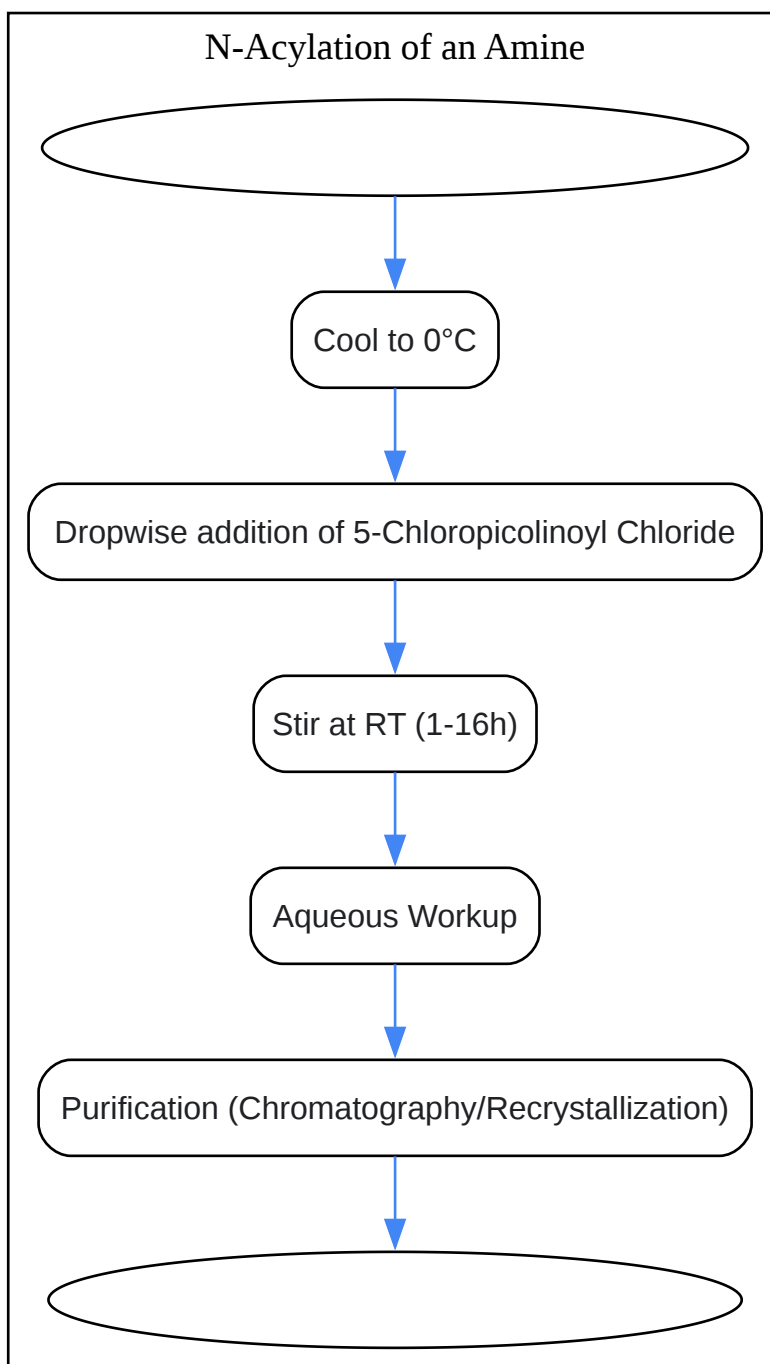 N-Acylation of an Amine
Cool to 0°C
Dropwise addition of 5-Chloropicolinoyl Chloride
Stir at RT (1-16h)
Aqueous Workup
Purification (Chromatography/Recrystallization)